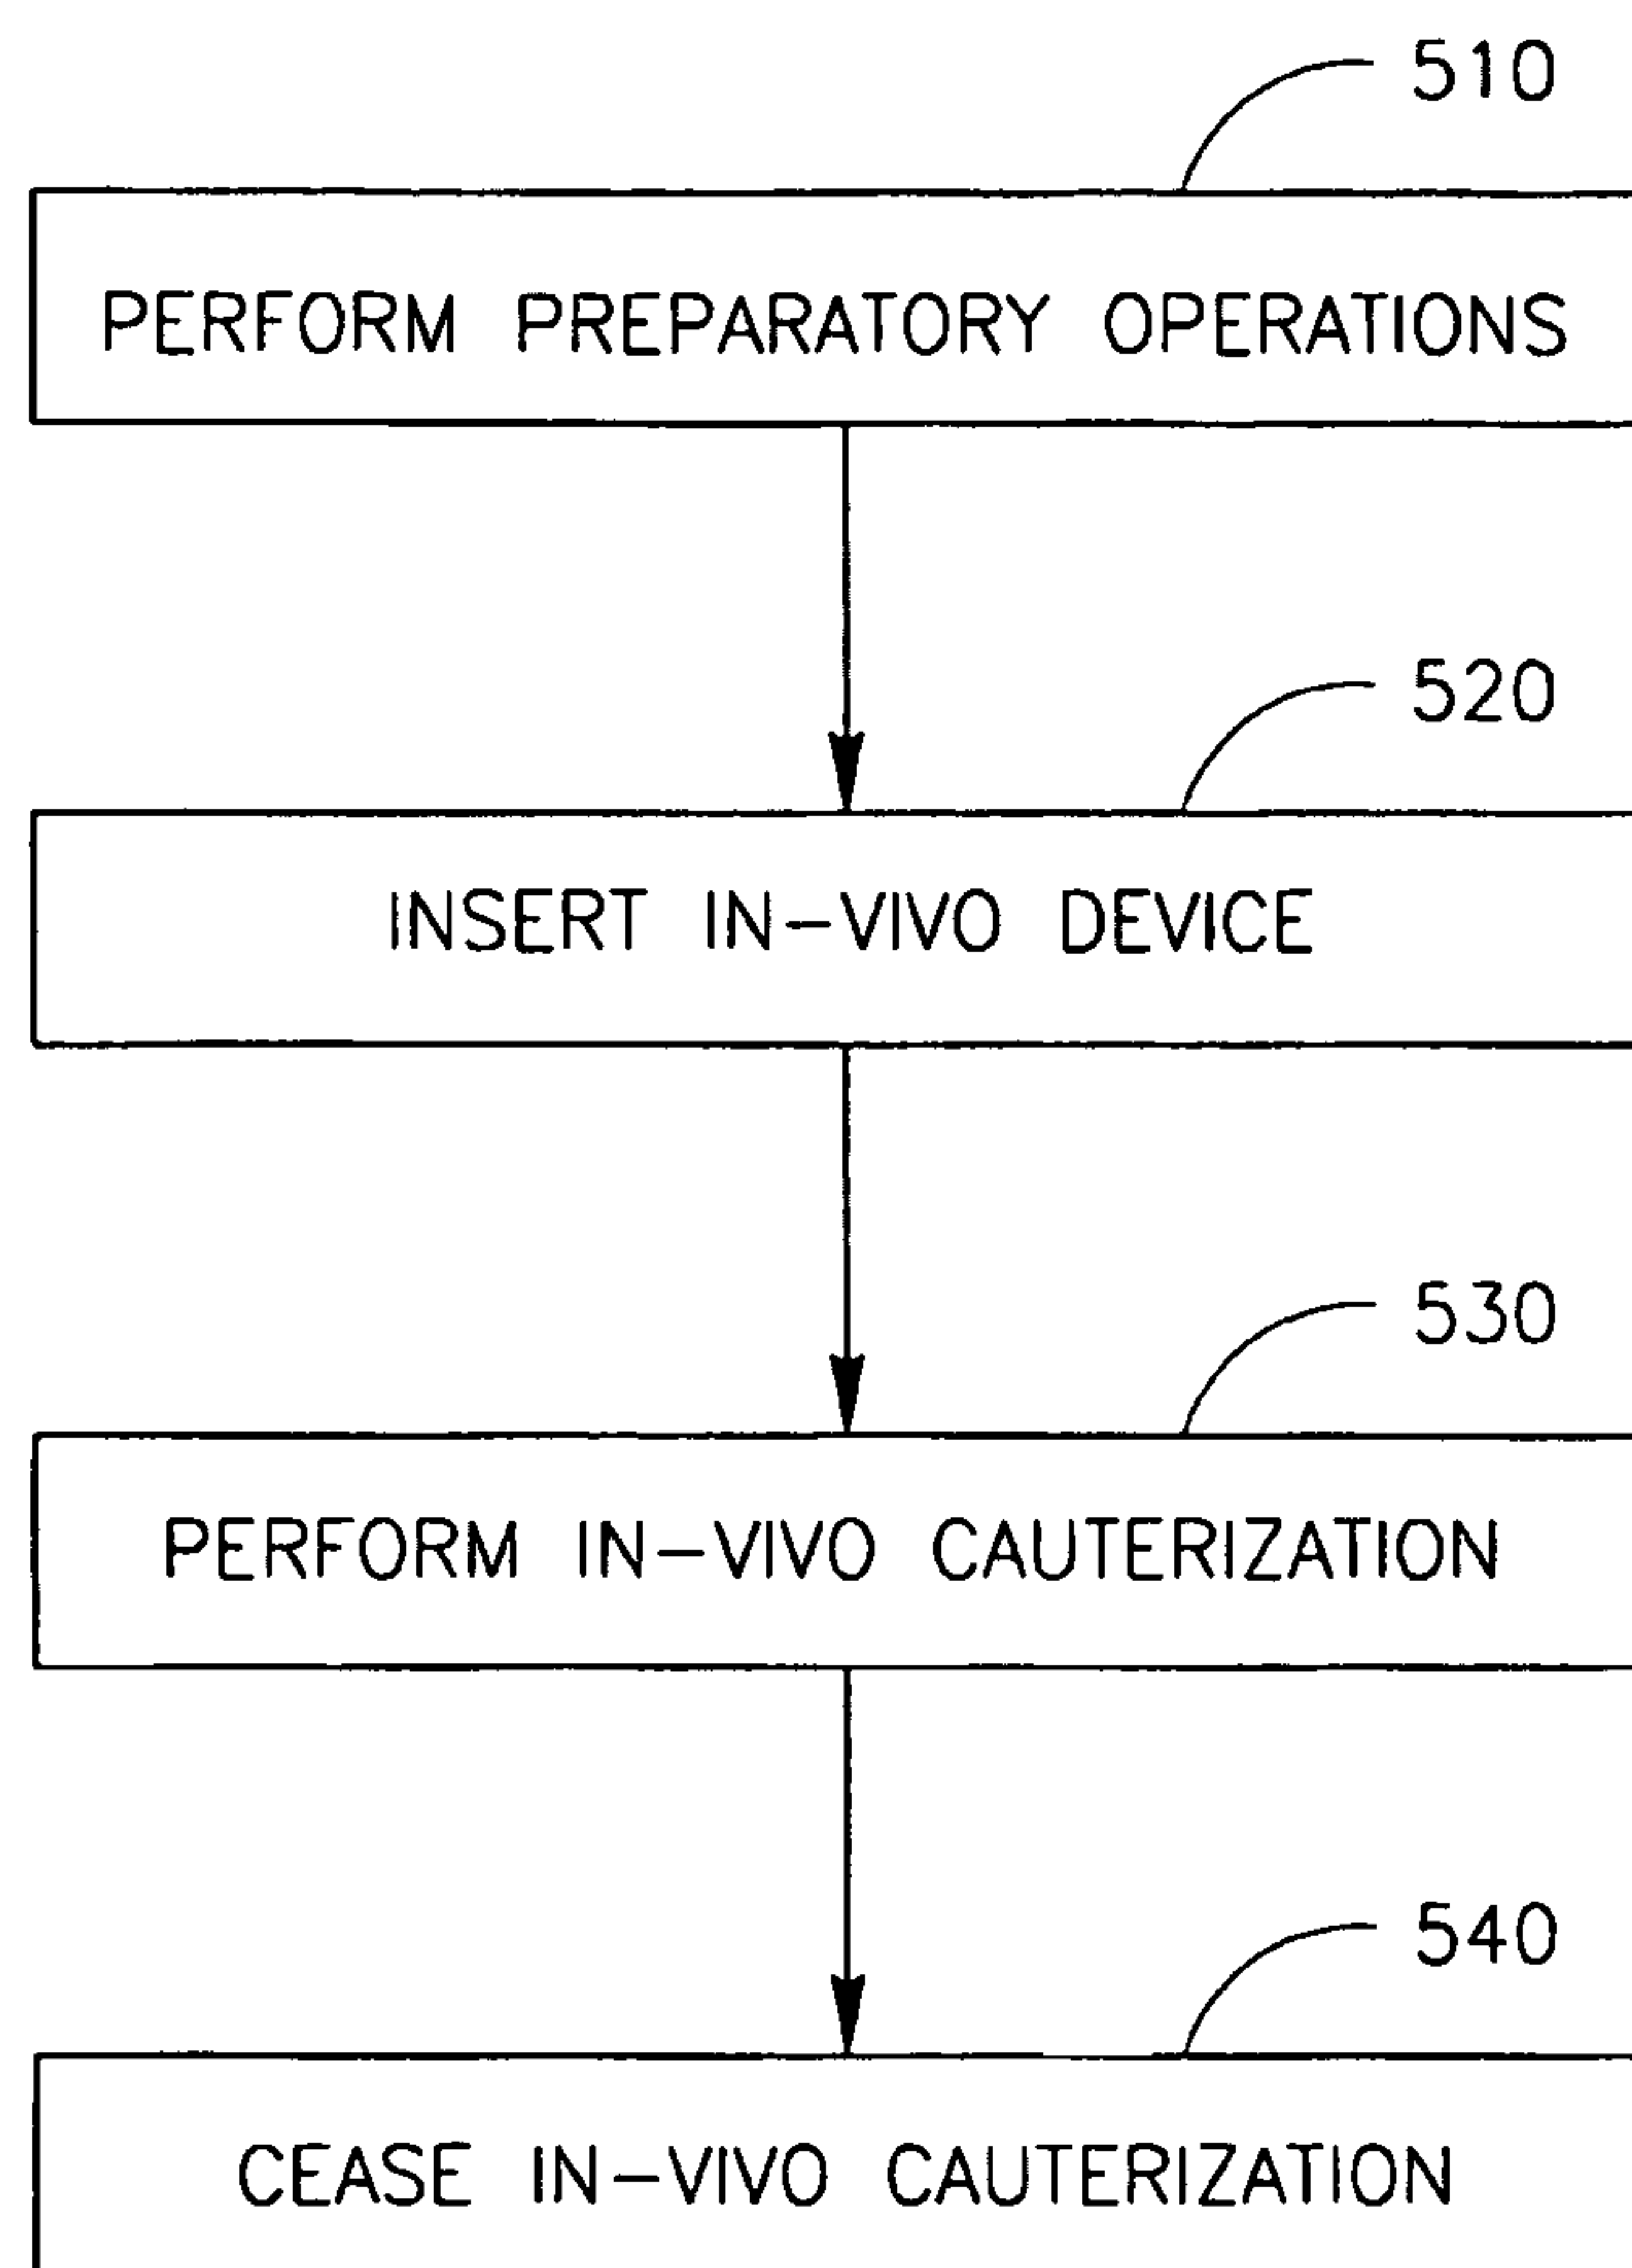 510
PERFORM PREPARATORY OPERATIONS
520
INSERT IN-VIVO DEVICE
530
PERFORM IN-VIVO CAUTERIZATION
540
CEASE IN-VIVO CAUTERIZATION